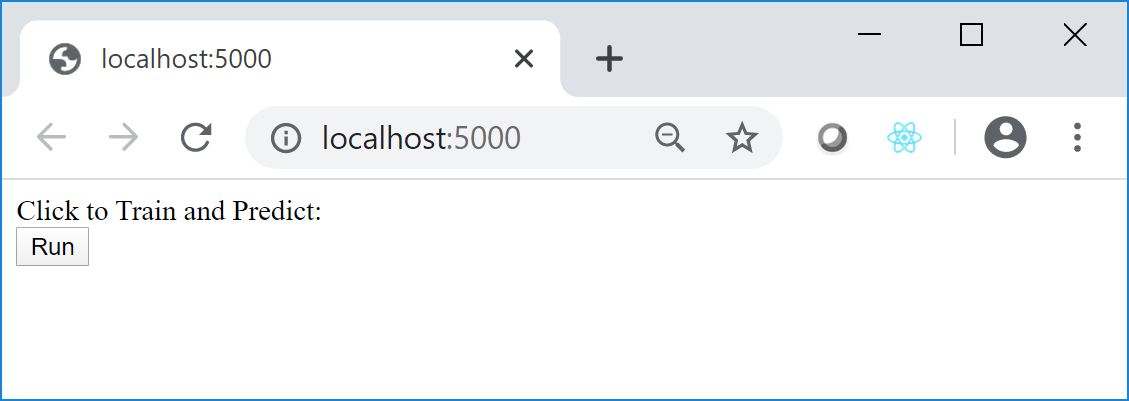 localhost:5000
localhost:5000
Click to Train and Predict:
Run